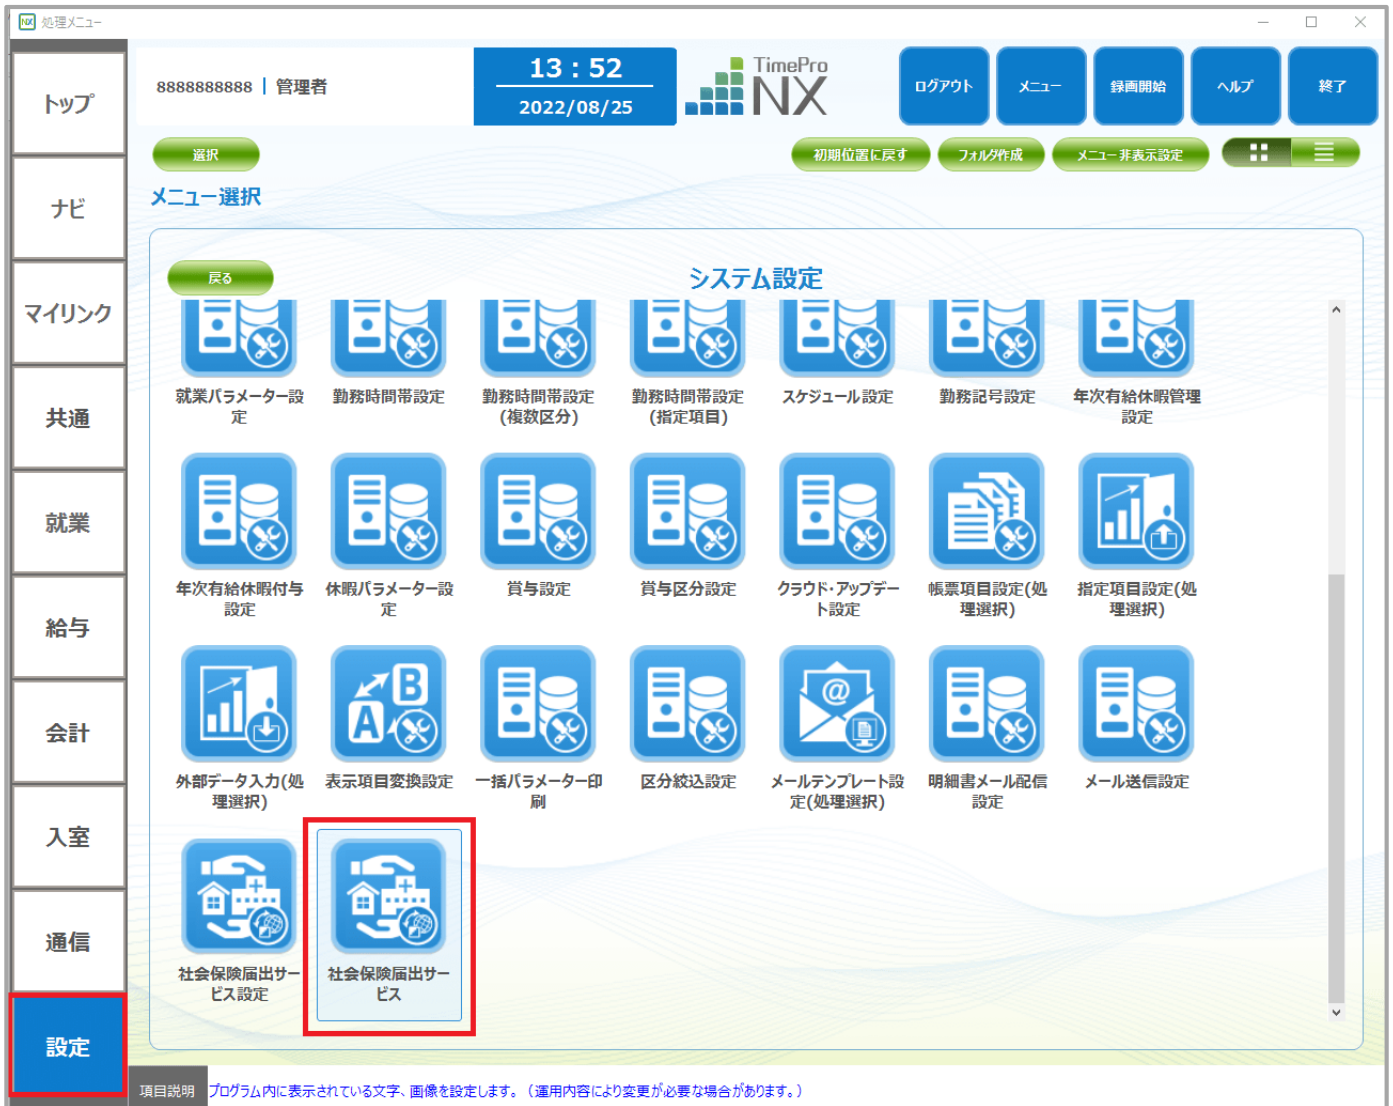 処理メニュー
トップ
ナビ
マイリンク
共通
就業
給与
会計
入室
通信
設定
8888888888 | 管理者
13 : 52
2022/08/25
TimePro
NX
ログアウト
メニュー
録画開始
ヘルプ
終了
選択
初期位置に戻す
フォルダ作成
メニュー非表示設定
メニュー選択
戻る
システム設定
就業パラメーター設
定
勤務時間帯設定
勤務時間帯設定
(複数区分)
勤務時間帯設定
(指定項目)
スケジュール設定
勤務記号設定
年次有給休暇管理
設定
年次有給休暇付与
設定
休暇パラメーター設
定
賞与設定
賞与区分設定
クラウド・アップデー
ト設定
帳票項目設定(処
理選択)
指定項目設定(処
理選択)
外部データ入力(処
理選択)
表示項目変換設定
一括パラメーター印
刷
区分絞込設定
メールテンプレート設
定(処理選択)
明細書メール配信
設定
メール送信設定
社会保険届出サー
ビス設定
社会保険届出サー
ビス
項目説明
プログラム内に表示されている文字、画像を設定します。（運用内容により変更が必要な場合があります。）